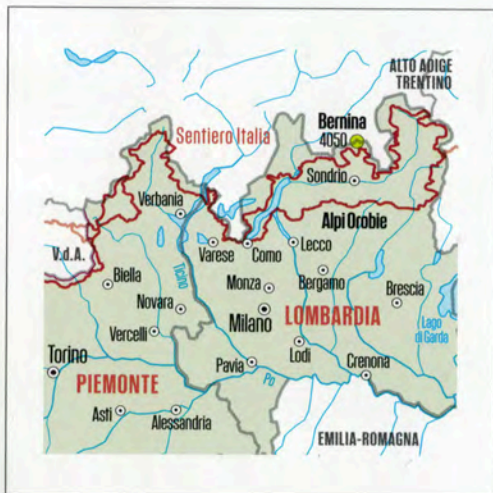 ALTO ADIGE
TRENTINO
Bernina
4050
Sentiero Italia
Sondrio
Verbania
Alpi Orobie
V.d.A.
Varese
Como
Lecco
Biella
Ticino
Monza
Bergamo
Brescia
Novara
Milano
LOMBARDIA
Lago
di Garda
Vercelli
Torino
Pavia
Lodi
Crenona
Po
PIEMONTE
Asti
Alessandria
EMILIA-ROMAGNA